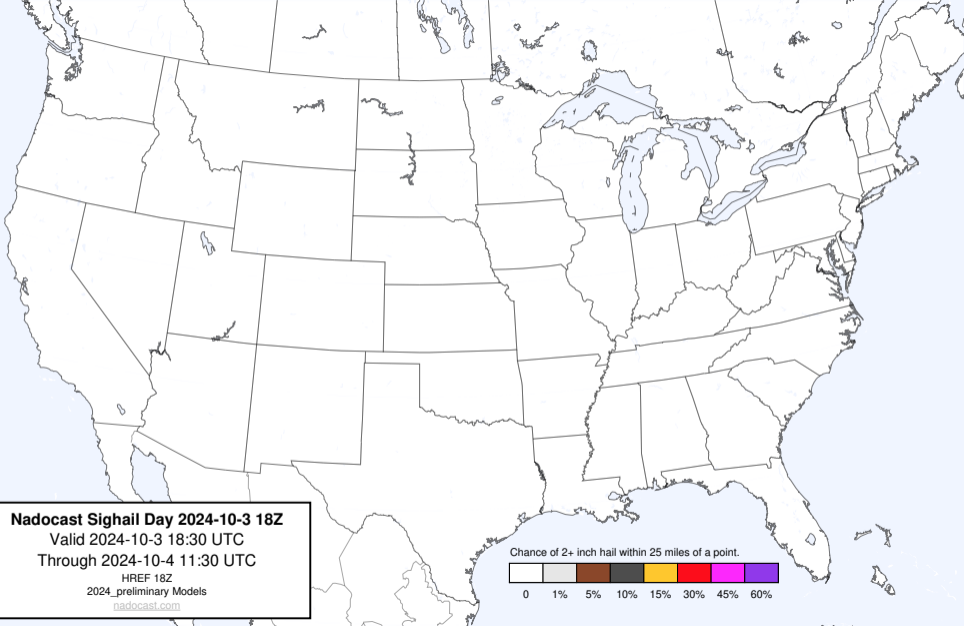 Nadocast Sighail Day 2024-10-3 18Z
Valid 2024-10-3 18:30 UTC
Through 2024-10-4 11:30 UTC
HREF 18Z
2024_preliminary Models
nadocast.com
Chance of 2+ inch hail within 25 miles of a point.
0 1% 5% 10% 15% 30% 45% 60%